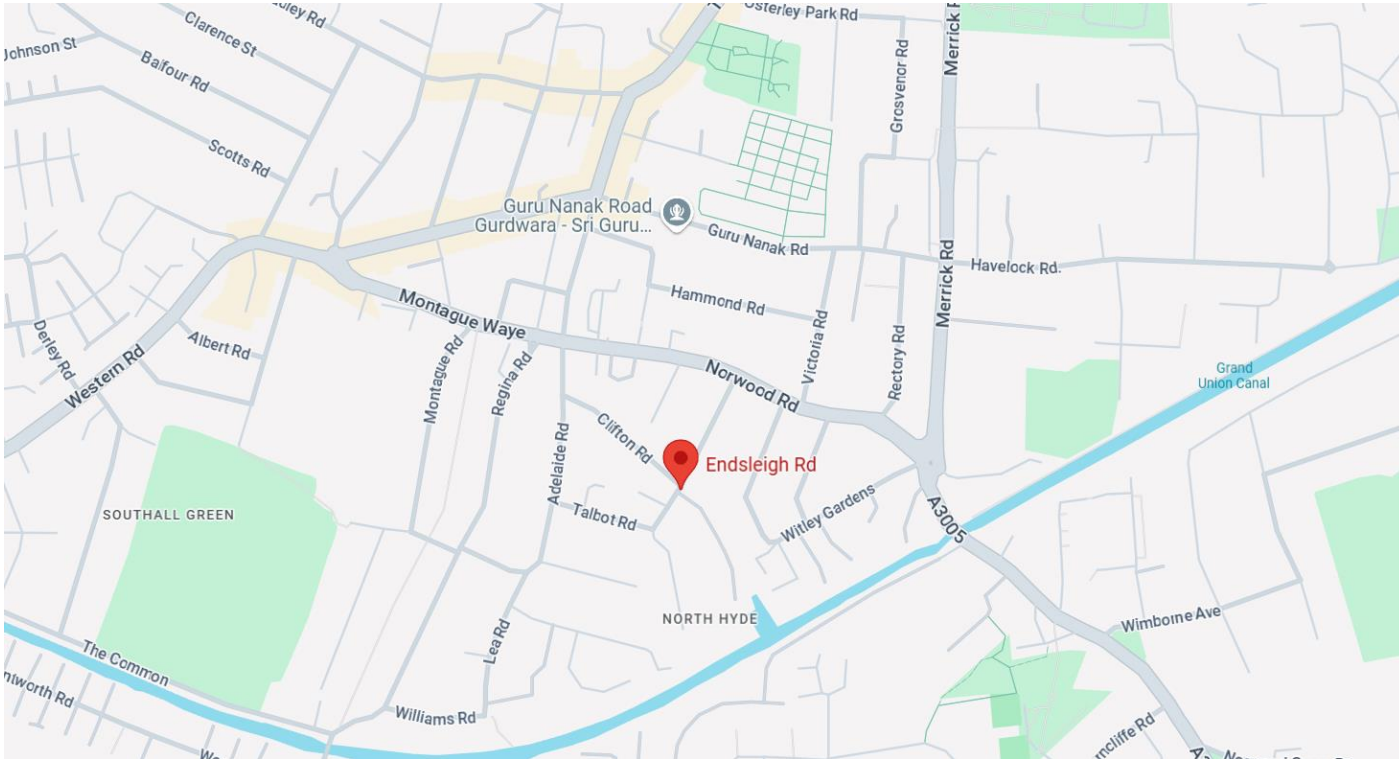 Osterley Park Rd
Merrick R
Clarence St
Johnson St
Balfour Rd
Grosvenor Rd
Scotts Rd
Guru Nanak Road
Gurdwara - Sri Guru...
Guru Nanak Rd
Havelock Rd.
Merrick Rd
Hammond Rd
Montague Waye
Derley Rd
Albert Rd
Western Rd
Montague Rd
Regina Rd
Victoria Rd
Rectory Rd
Norwood Rd
Grand
Union Canal
Clifton Rd
Adelaide Rd
Endsleigh Rd
SOUTHALL GREEN
Talbot Rd
Witley Gardens
A3005
NORTH HYDE
Wimborne Ave
Lea Rd
The Common
ntworth Rd
Williams Rd
rncliffe Rd